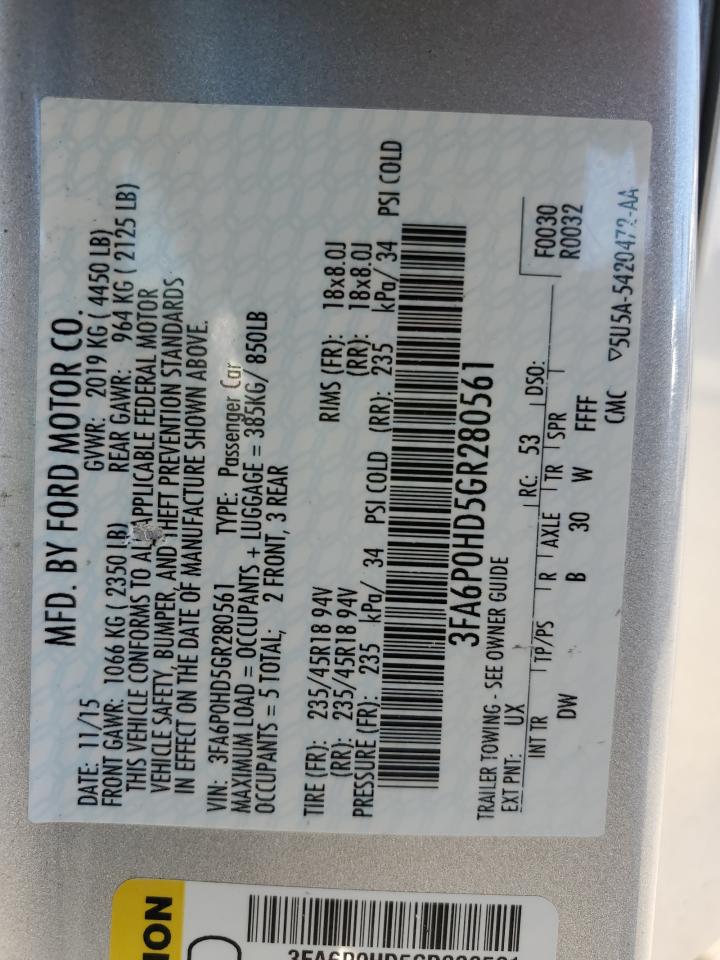 MFD. BY FORD MOTOR CO.
DATE: 11/15 GVWR: 2019 KG ( 4450 LB)
FRONT GAWR: 1066 KG ( 2350 LB) REAR GAWR: 964 KG ( 2125 LB)
THIS VEHICLE CONFORMS TO ALL APPLICABLE FEDERAL MOTOR
VEHICLE SAFETY, BUMPER, AND THEFT PREVENTION STANDARDS
IN EFFECT ON THE DATE OF MANUFACTURE SHOWN ABOVE.
VIN: 3FA6P0HD5GR280561 TYPE: Passenger Car
MAXIMUM LOAD = OCCUPANTS + LUGGAGE = 385KG/ 850LB
OCCUPANTS = 5 TOTAL; 2 FRONT, 3 REAR
TIRE (FR): 235/45R18 94V RIMS (FR): 18x8.0J
(RR): 235/45R18 94V (RR): 18x8.0J
PRESSURE (FR): 235 kPa/ 34 PSI COLD (RR): 235 kPa/ 34 PSI COLD
3FA6P0HD5GR280561
TRAILER TOWING - SEE OWNER GUIDE
F0030
EXT PNT: UX RC: 53 DSO: R0032
INT TR TP/PS R AXLE TR SPR
DW B 30 W FFFF
CMC ▽5U5A-5420472-AA